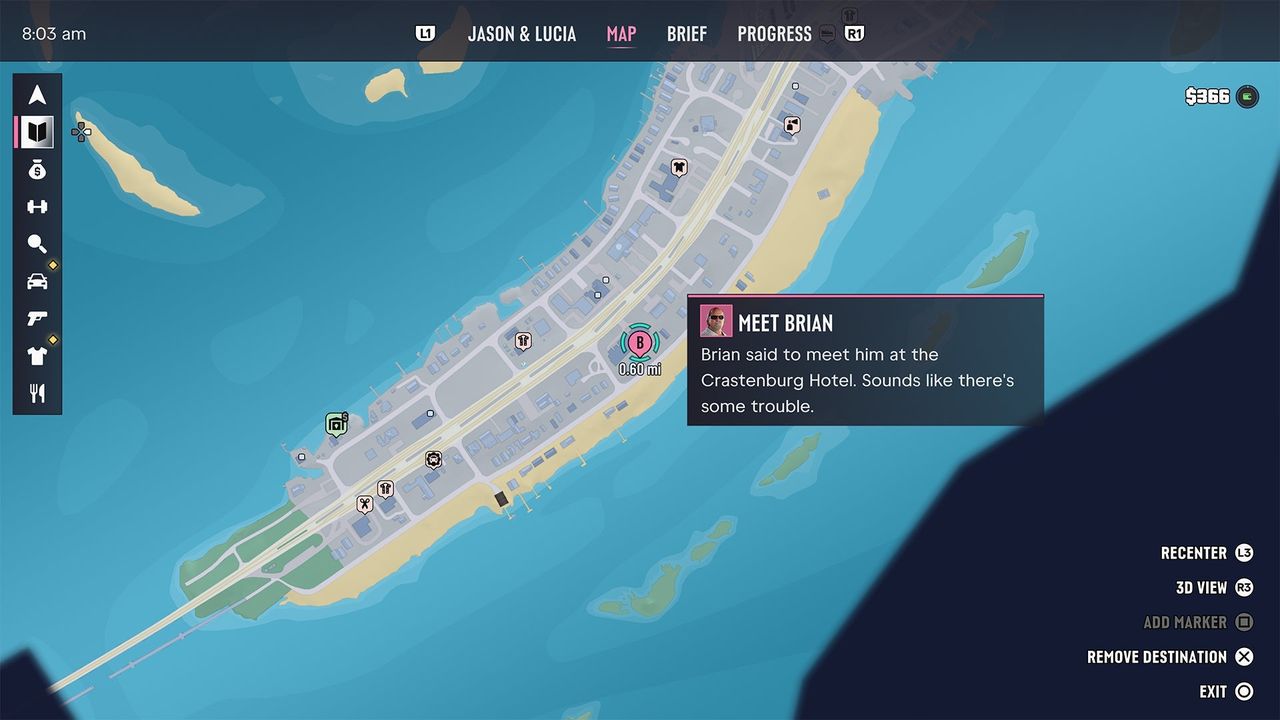 8:03 am
L1
JASON & LUCIA
MAP
BRIEF
PROGRESS
R1
$366
B
0.60 mi
MEET BRIAN
Brian said to meet him at the
Crastenburg Hotel. Sounds like there's
some trouble.
RECENTER L3
3D VIEW R3
ADD MARKER
REMOVE DESTINATION
EXIT